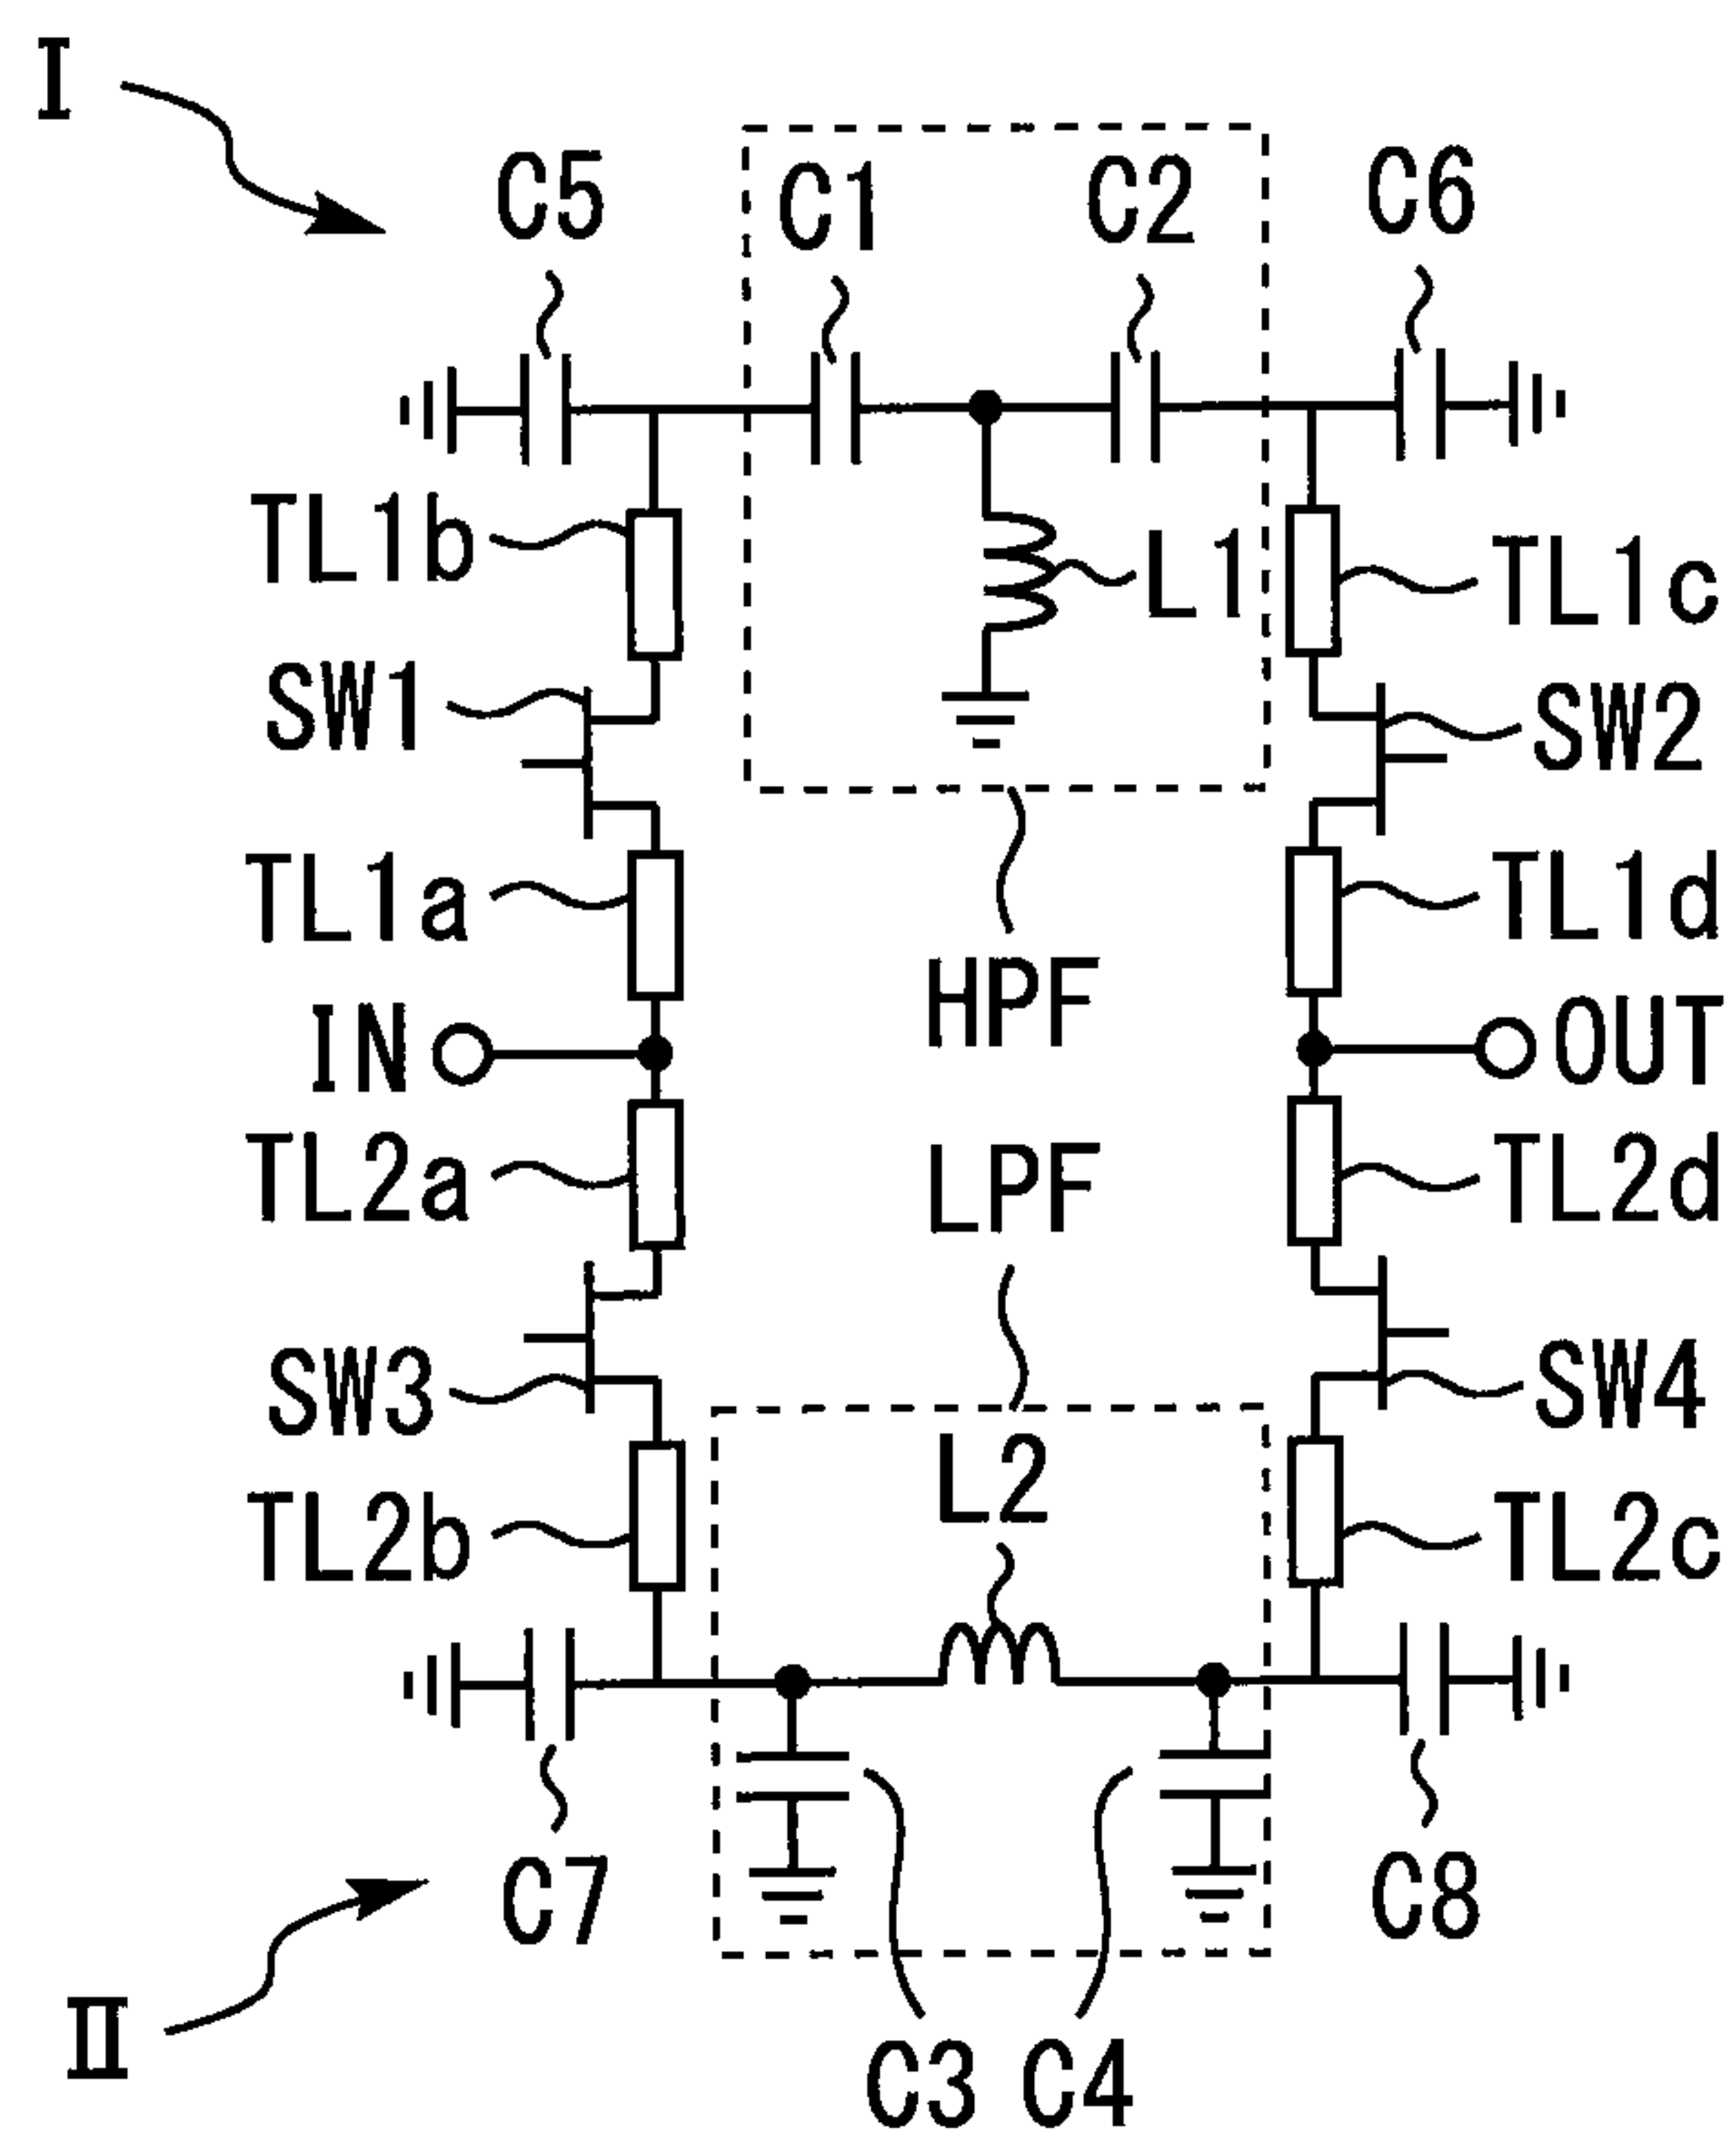 I
C5
C1
C2
C6
TL1b
L1
TL1c
SW1
SW2
TL1a
TL1d
HPF
IN
OUT
TL2a
LPF
TL2d
SW3
SW4
L2
TL2b
TL2c
C7
C8
II
C3
C4